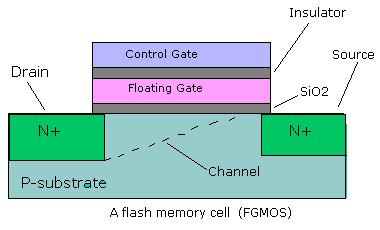 Insulator
Control Gate
Source
Drain
Floating Gate
SiO2
N+
N+
Channel
P-substrate
A flash memory cell (FGMOS)